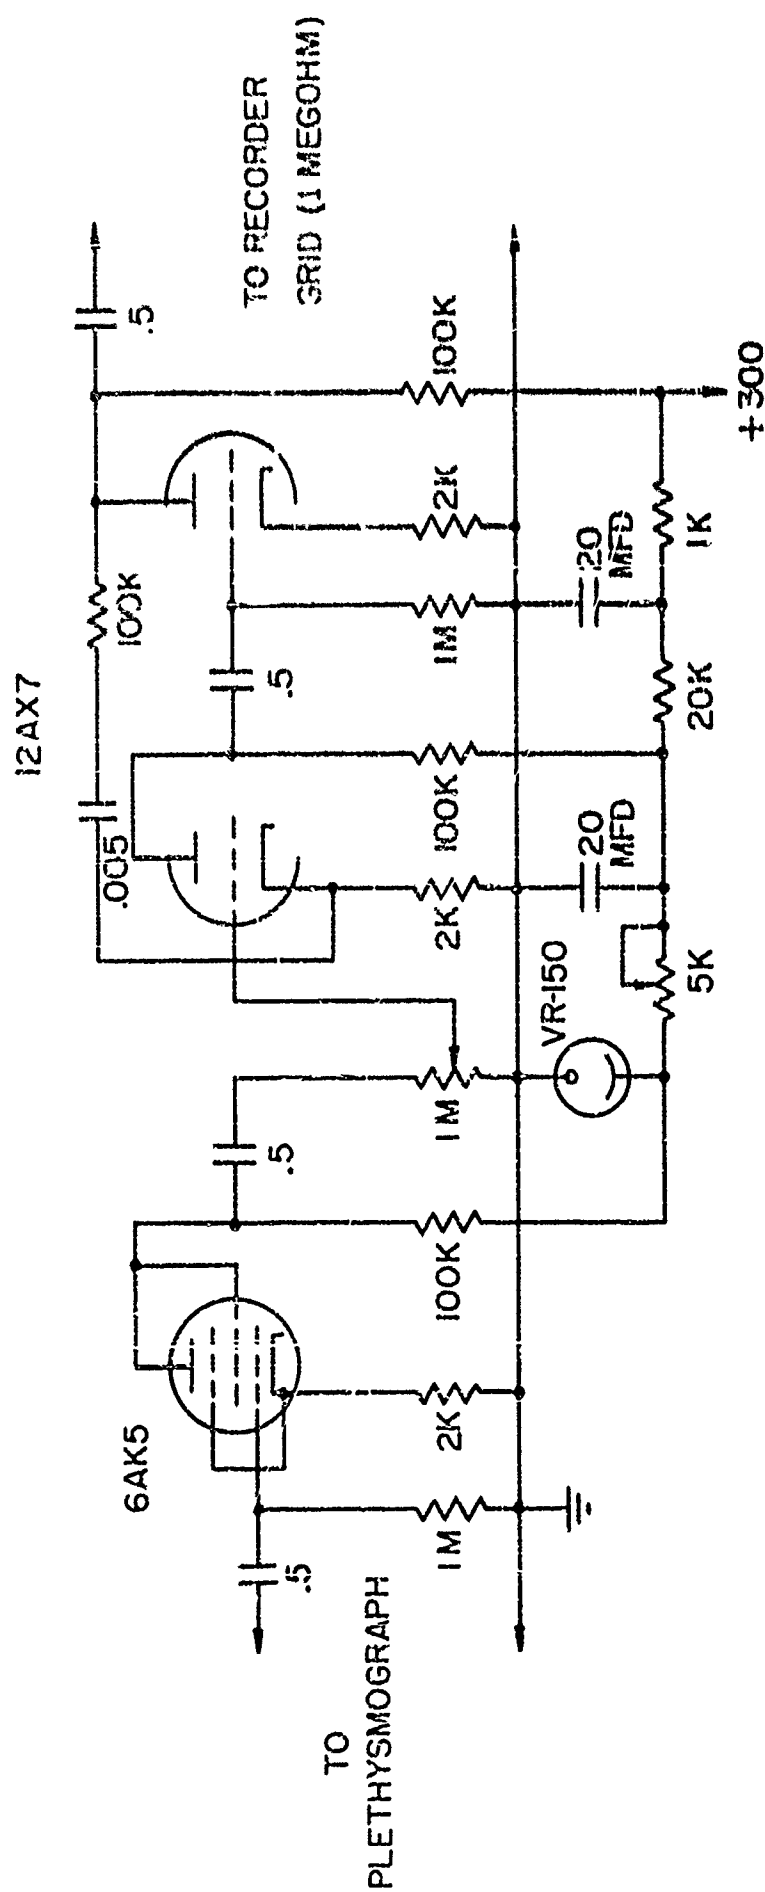 12AX7
6AK5
TO
PLETHYSMOGRAPH
.5
1M
2K
100K
.5
1M
.005
100K
2K
100K
.5
1M
2K
100K
.5
TO RECORDER
GRID (1 MEGOHM)
VR-150
5K
20
MFD
20K
20
MFD
1K
+300